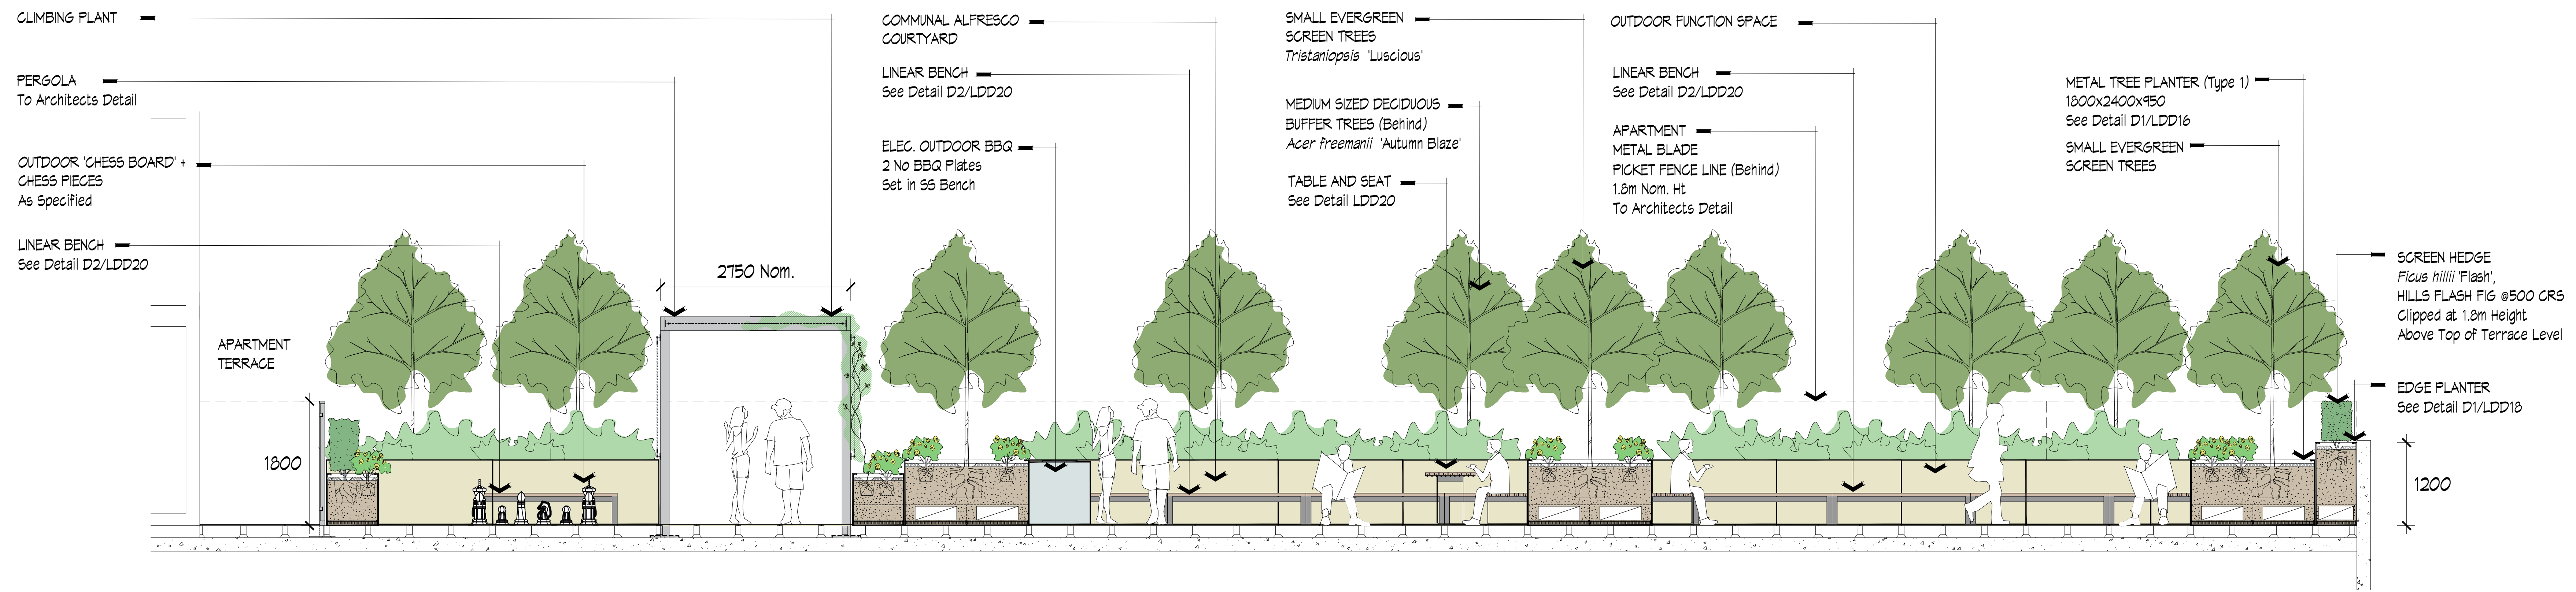 CLIMBING PLANT
PERGOLA
To Architects Detail
OUTDOOR 'CHESS BOARD' +
CHESS PIECES
As Specified
LINEAR BENCH
See Detail D2/LDD20
APARTMENT
TERRACE
1800
2750 Nom.
COMMUNAL ALFRESCO
COURTYARD
LINEAR BENCH
See Detail D2/LDD20
ELEC. OUTDOOR BBQ
2 No BBQ Plates
Set in SS Bench
SMALL EVERGREEN
SCREEN TREES
Tristaniopsis 'Luscious'
MEDIUM SIZED DECIDUOUS
BUFFER TREES (Behind)
Acer freemanii 'Autumn Blaze'
TABLE AND SEAT
See Detail LDD20
OUTDOOR FUNCTION SPACE
LINEAR BENCH
See Detail D2/LDD20
APARTMENT
METAL BLADE
PICKET FENCE LINE (Behind)
1.8m Nom. Ht
To Architects Detail
METAL TREE PLANTER (Type 1)
1800x2400x950
See Detail D1/LDD16
SMALL EVERGREEN
SCREEN TREES
SCREEN HEDGE
Ficus hillii 'Flash',
HILLS FLASH FIG @500 CRS
Clipped at 1.8m Height
Above Top of Terrace Level
EDGE PLANTER
See Detail D1/LDD18
1200